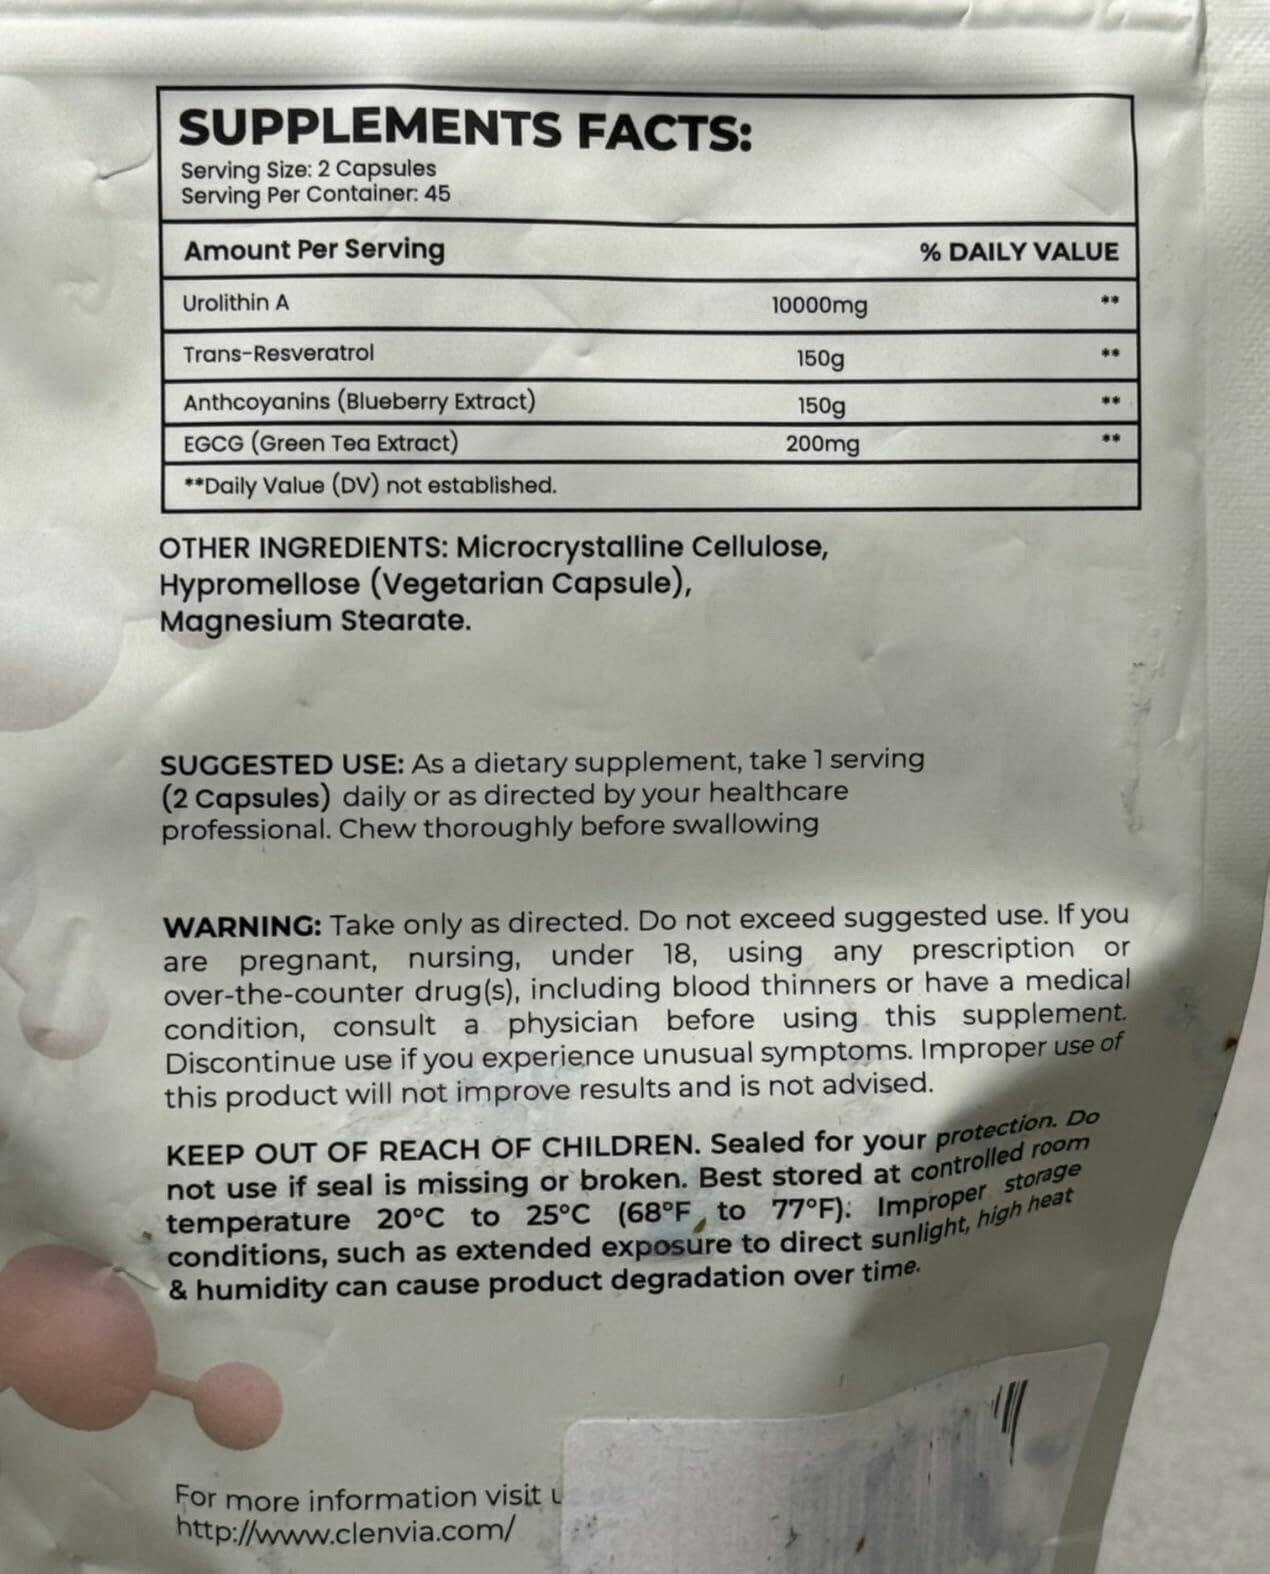 SUPPLEMENTS FACTS:
Serving Size: 2 Capsules
Serving Per Container: 45
Amount Per Serving % DAILY VALUE
Urolithin A 10000mg **
Trans-Resveratrol 150g **
Anthcoyanins (Blueberry Extract) 150g **
EGCG (Green Tea Extract) 200mg **
**Daily Value (DV) not established.
OTHER INGREDIENTS: Microcrystalline Cellulose,
Hypromellose (Vegetarian Capsule),
Magnesium Stearate.
SUGGESTED USE: As a dietary supplement, take 1 serving
(2 Capsules) daily or as directed by your healthcare
professional. Chew thoroughly before swallowing
WARNING: Take only as directed. Do not exceed suggested use. If you
are pregnant, nursing, under 18, using any prescription or
over-the-counter drug(s), including blood thinners or have a medical
condition, consult a physician before using this supplement.
Discontinue use if you experience unusual symptoms. Improper use of
this product will not improve results and is not advised.
KEEP OUT OF REACH OF CHILDREN. Sealed for your protection. Do
not use if seal is missing or broken. Best stored at controlled room
temperature 20°C to 25°C (68°F to 77°F). Improper storage
conditions, such as extended exposure to direct sunlight, high heat
& humidity can cause product degradation over time.
For more information visit
http://www.clenvia.com/